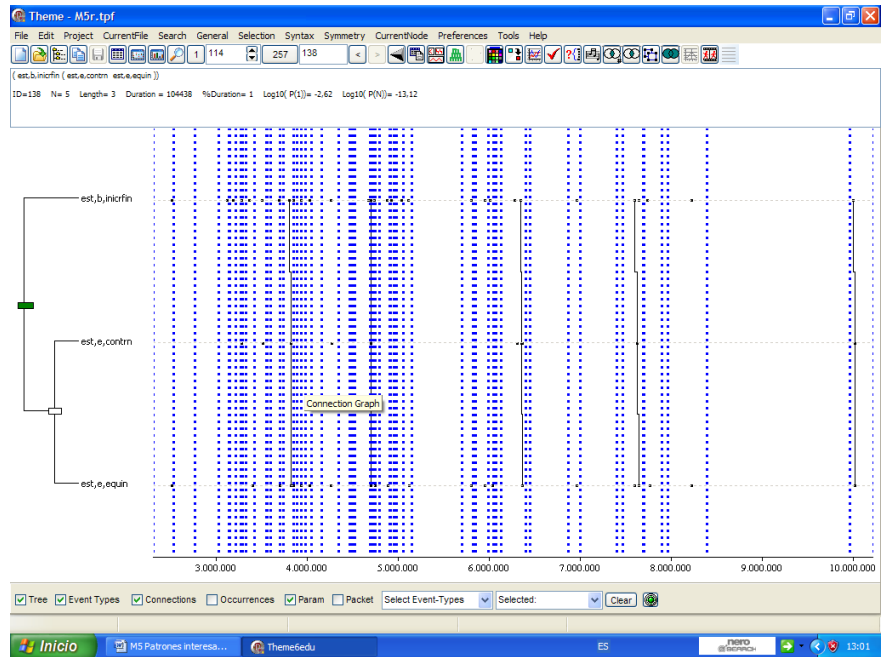 Theme - M5r.tpf
File Edit Project CurrentFile Search General Selection Syntax Symmetry CurrentNode Preferences Tools Help
1 114 257 138 < >
( est,b,inicrfin ( est,e,contrn est,e,equin ))
ID=138 N= 5 Length= 3 Duration = 104438 %Duration= 1 Log10( P(1))= -2,62 Log10( P(N))= -13,12
est,b,inicrfin
est,e,contrn
Connection Graph
est,e,equin
3.000.000 4.000.000 5.000.000 6.000.000 7.000.000 8.000.000 9.000.000 10.000.000
Tree Event Types Connections Occurrences Param Packet Select Event-Types Selected: Clear
Inicio M5 Patrones interesa... Theme6edu ES nero SEARCH 13:01